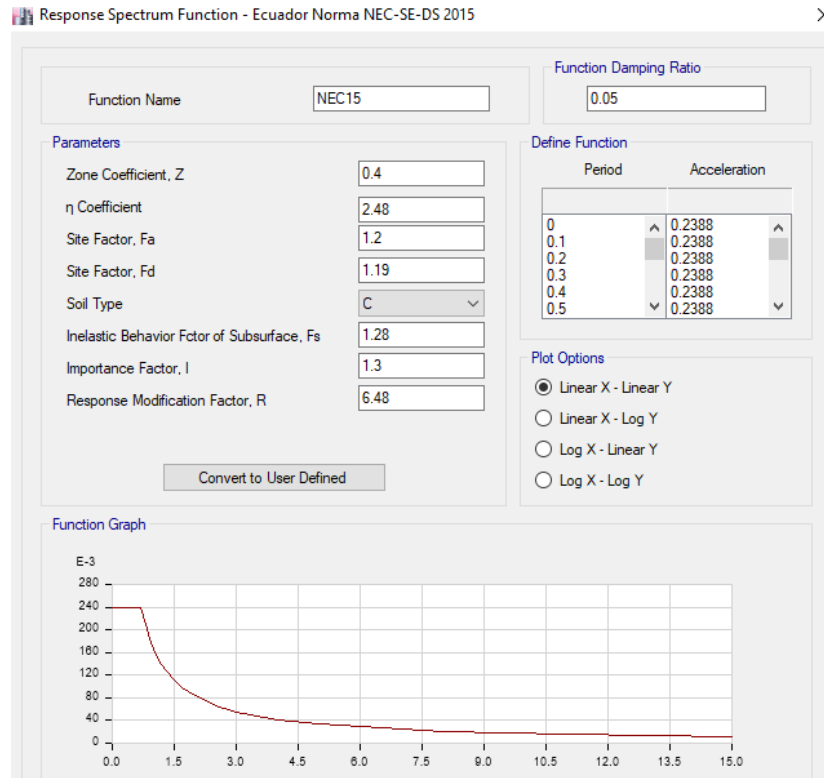 Response Spectrum Function - Ecuador Norma NEC-SE-DS 2015
Function Name
NEC15
Function Damping Ratio
0.05
Parameters
Zone Coefficient, Z
0.4
η Coefficient
2.48
Site Factor, Fa
1.2
Site Factor, Fd
1.19
Soil Type
C
Inelastic Behavior Fctor of Subsurface, Fs
1.28
Importance Factor, I
1.3
Response Modification Factor, R
6.48
Convert to User Defined
Define Function
Period Acceleration
0 0.2388
0.1 0.2388
0.2 0.2388
0.3 0.2388
0.4 0.2388
0.5 0.2388
Plot Options
Linear X - Linear Y
Linear X - Log Y
Log X - Linear Y
Log X - Log Y
Function Graph
E-3
280
240
200
160
120
80
40
0
0.0 1.5 3.0 4.5 6.0 7.5 9.0 10.5 12.0 13.5 15.0